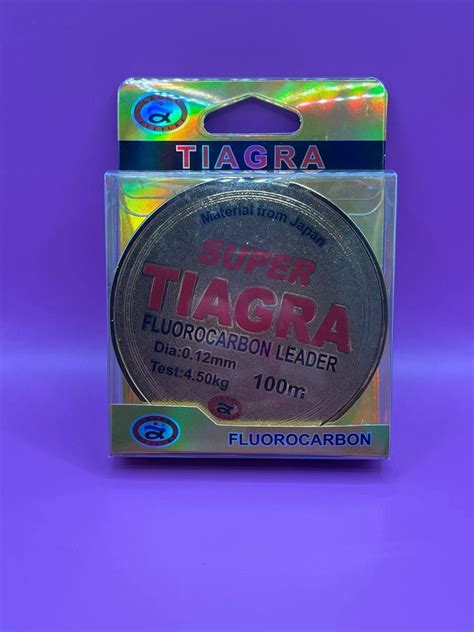 TIAGRA
Material from Japan
SUPER
TIAGRA
FLUOROCARBON LEADER
Dia:0.12mm
Test:4.50kg
100m
FLUOROCARBON